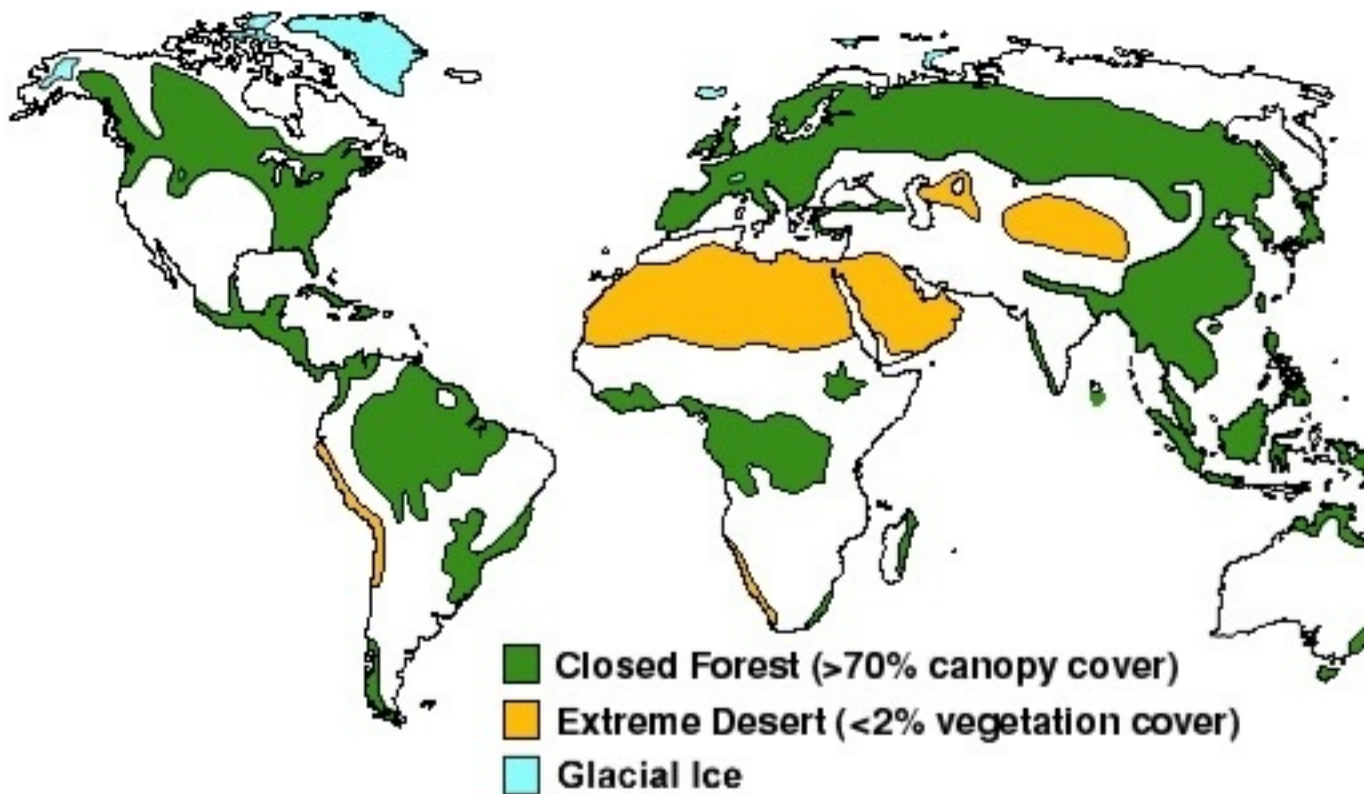 Closed Forest (>70% canopy cover)
Extreme Desert (<2% vegetation cover)
Glacial Ice